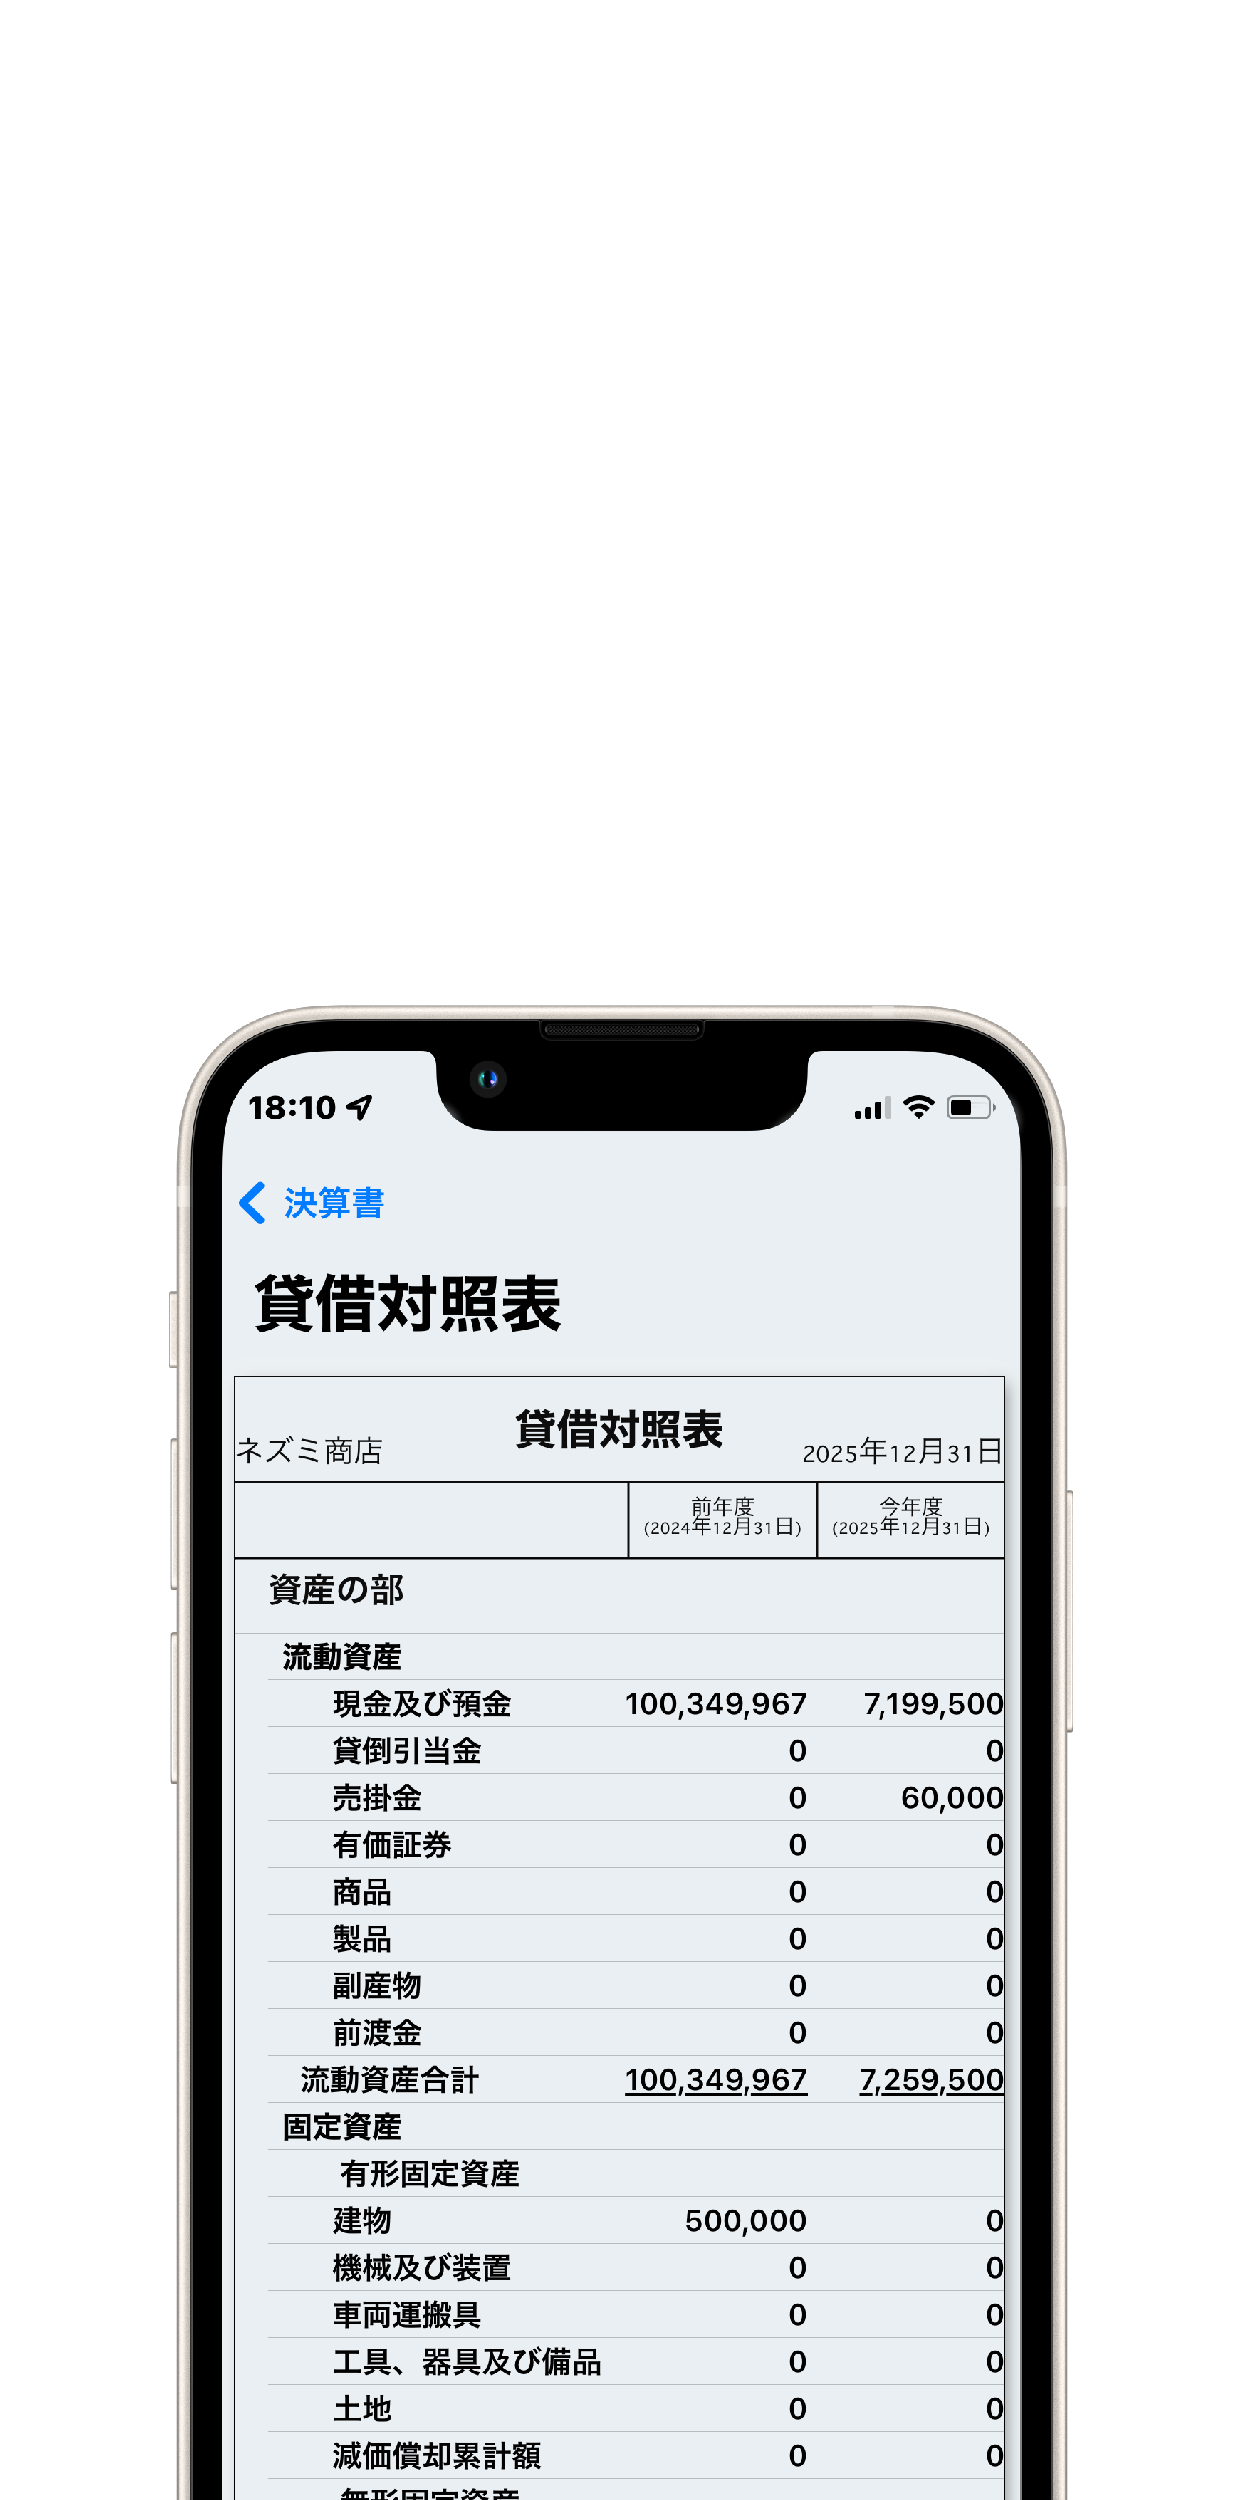 18:10
決算書
貸借対照表
貸借対照表
ネズミ商店 2025年12月31日
前年度 今年度
(2024年12月31日) (2025年12月31日)
資産の部
流動資産
現金及び預金 100,349,967 7,199,500
貸倒引当金 0 0
売掛金 0 60,000
有価証券 0 0
商品 0 0
製品 0 0
副産物 0 0
前渡金 0 0
流動資産合計 100,349,967 7,259,500
固定資産
有形固定資産
建物 500,000 0
機械及び装置 0 0
車両運搬具 0 0
工具、器具及び備品 0 0
土地 0 0
減価償却累計額 0 0
無形固定資産